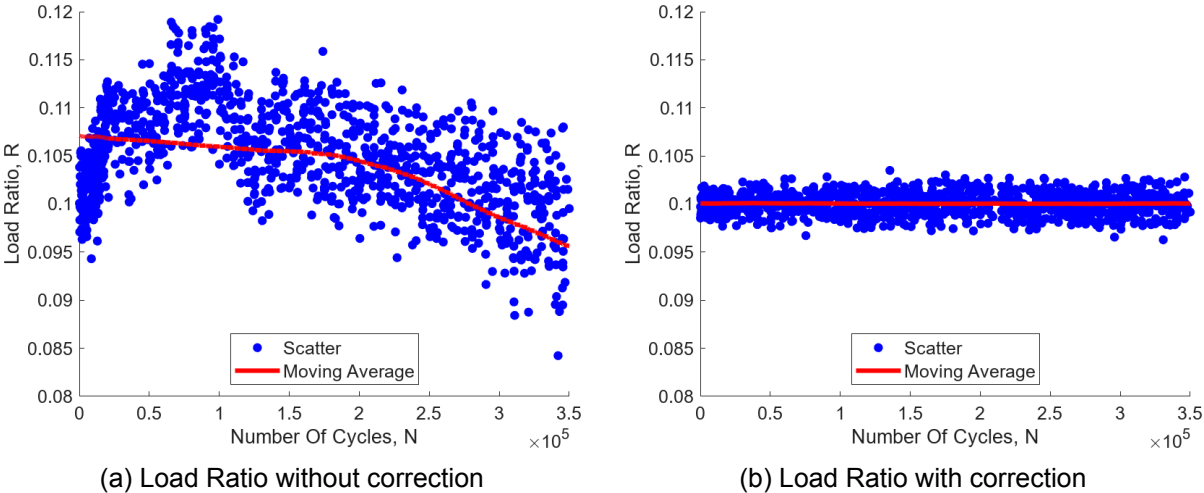 0.12
0.115
0.11
0.105
0.1
0.095
0.09
0.085
0.08
Load Ratio, R
0 0.5 1 1.5 2 2.5 3 3.5
×10^5
Number Of Cycles, N
Scatter
Moving Average
(a) Load Ratio without correction
0.12
0.115
0.11
0.105
0.1
0.095
0.09
0.085
0.08
Load Ratio, R
0 0.5 1 1.5 2 2.5 3 3.5
×10^5
Number Of Cycles, N
Scatter
Moving Average
(b) Load Ratio with correction